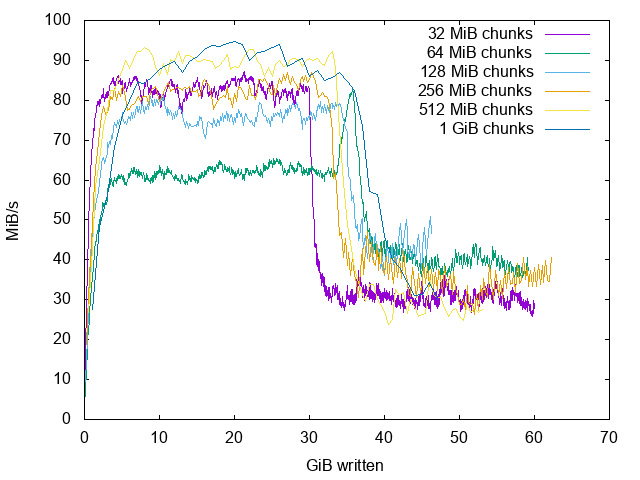 100
90
80
70
60
50
40
30
20
10
0
MiB/s
32 MiB chunks
64 MiB chunks
128 MiB chunks
256 MiB chunks
512 MiB chunks
1 GiB chunks
0 10 20 30 40 50 60 70
GiB written